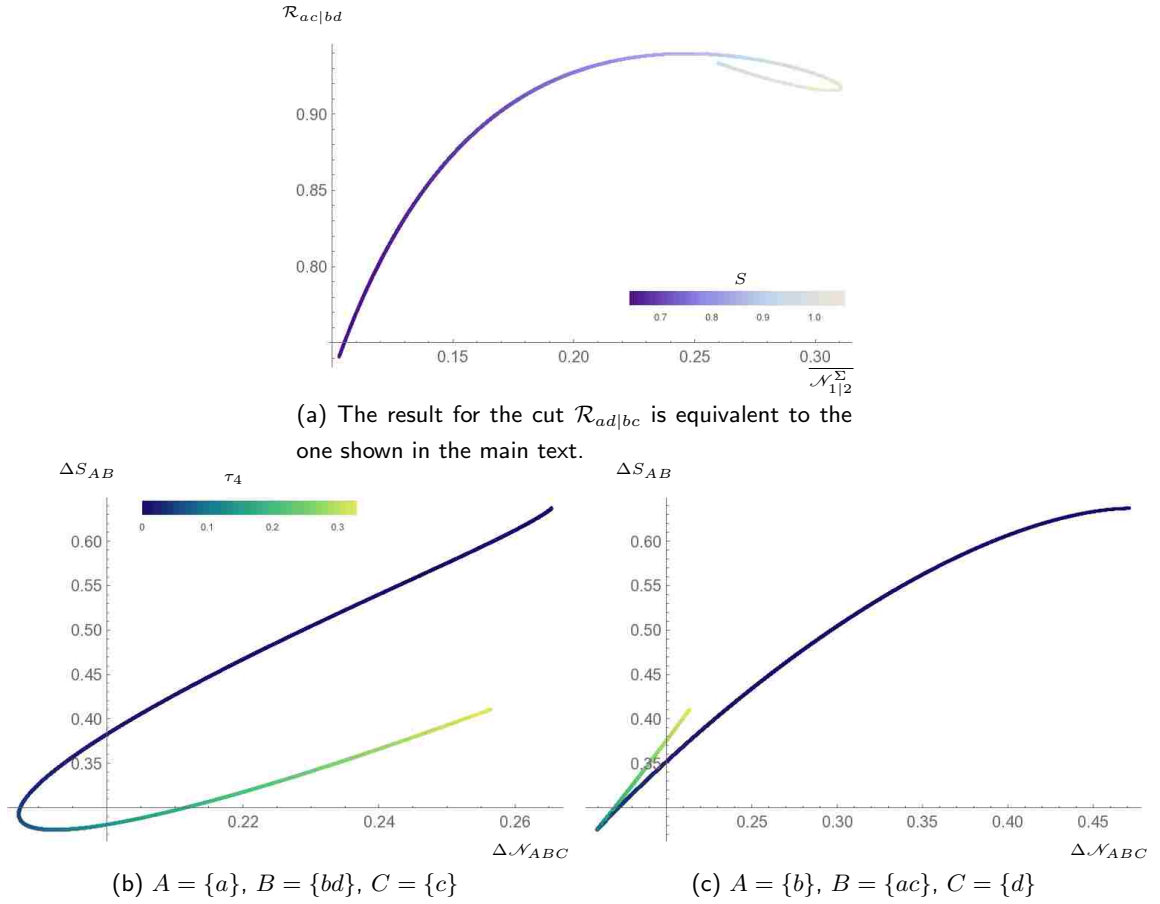 𝓡_{ac|bd}
0.90
0.85
0.80
S
0.7 0.8 0.9 1.0
0.15 0.20 0.25 0.30
\overline{𝒩^Σ_{1|2}}
(a) The result for the cut 𝓡_{ad|bc} is equivalent to the
one shown in the main text.
ΔS_{AB}
τ_4
0 0.1 0.2 0.3
0.60
0.55
0.50
0.45
0.40
0.35
0.22 0.24 0.26
Δ𝒩_{ABC}
(b) A = {a}, B = {bd}, C = {c}
ΔS_{AB}
0.60
0.55
0.50
0.45
0.40
0.35
0.25 0.30 0.35 0.40 0.45
Δ𝒩_{ABC}
(c) A = {b}, B = {ac}, C = {d}